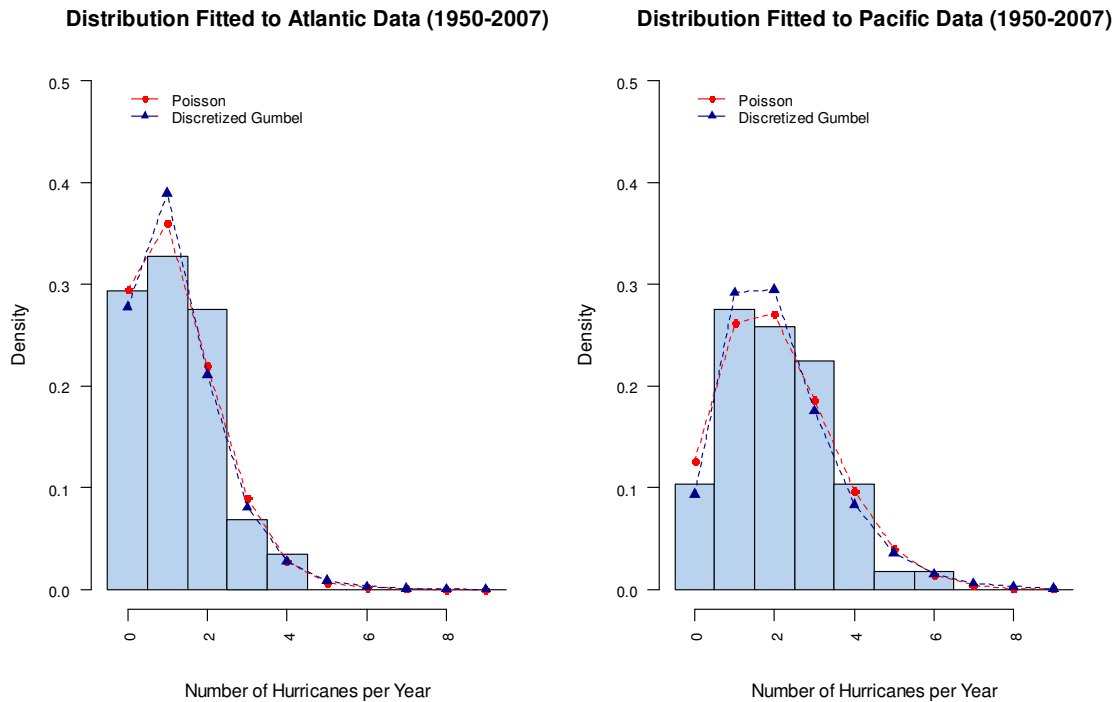 Distribution Fitted to Atlantic Data (1950-2007)
0.5
0.4
0.3
0.2
0.1
0.0
Density
Poisson
Discretized Gumbel
0 2 4 6 8
Number of Hurricanes per Year
Distribution Fitted to Pacific Data (1950-2007)
0.5
0.4
0.3
0.2
0.1
0.0
Density
Poisson
Discretized Gumbel
0 2 4 6 8
Number of Hurricanes per Year